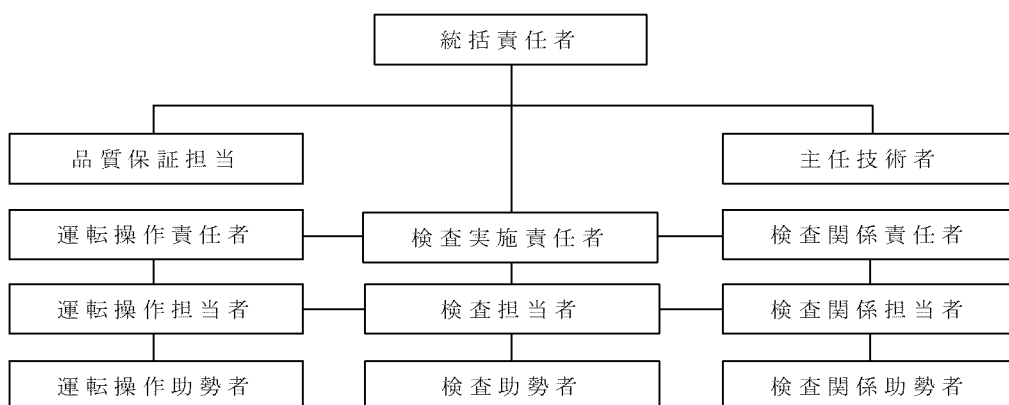 統括責任者
品質保証担当
主任技術者
運転操作責任者
検査実施責任者
検査関係責任者
運転操作担当者
検査担当者
検査関係担当者
運転操作助勢者
検査助勢者
検査関係助勢者